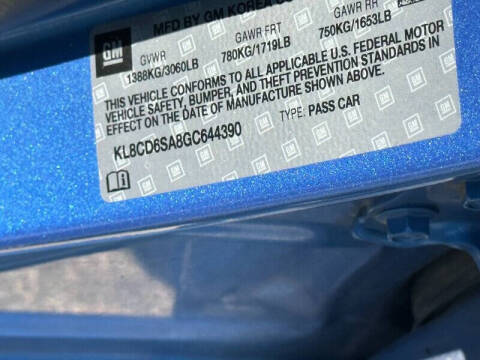 MFD BY GM KOREA CO
GM
GVWR GAWR FRT GAWR RR
1388KG/3060LB 780KG/1719LB 750KG/1653LB
THIS VEHICLE CONFORMS TO ALL APPLICABLE U.S. FEDERAL MOTOR
VEHICLE SAFETY, BUMPER, AND THEFT PREVENTION STANDARDS IN
EFFECT ON THE DATE OF MANUFACTURE SHOWN ABOVE.
KL8CD6SA8GC644390 TYPE: PASS CAR